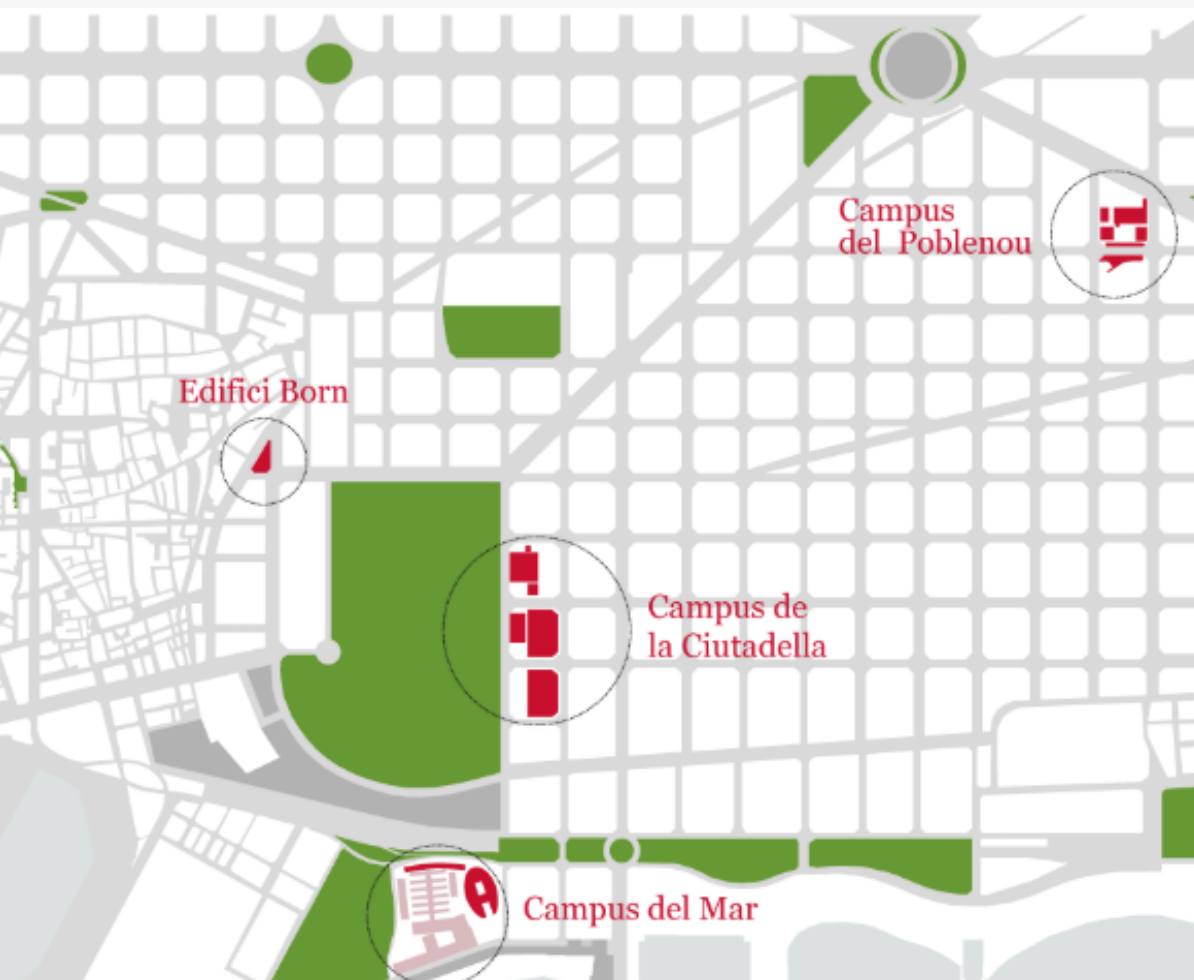 Campus
del Poblenou
Edifici Born
Campus de
la Ciutadella
Campus del Mar